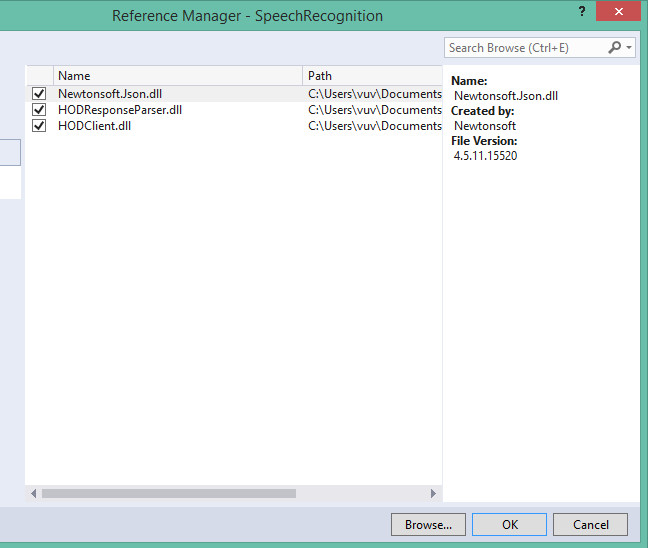 Reference Manager - SpeechRecognition
?
Search Browse (Ctrl+E)
Name Path
Newtonsoft.Json.dll C:\Users\vuv\Documents
HODResponseParser.dll C:\Users\vuv\Documents
HODClient.dll C:\Users\vuv\Documents
Name:
Newtonsoft.Json.dll
Created by:
Newtonsoft
File Version:
4.5.11.15520
Browse... OK Cancel